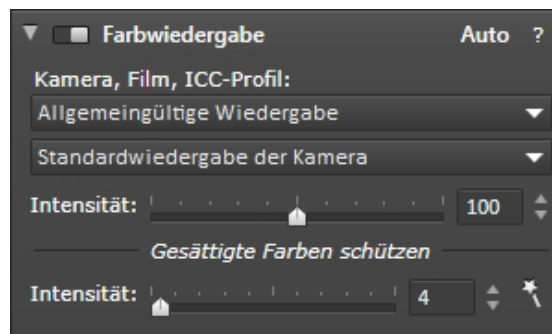 Farbwiedergabe Auto ?
Kamera, Film, ICC-Profil:
Allgemeingültige Wiedergabe
Standardwiedergabe der Kamera
Intensität: 100
Gesättigte Farben schützen
Intensität: 4